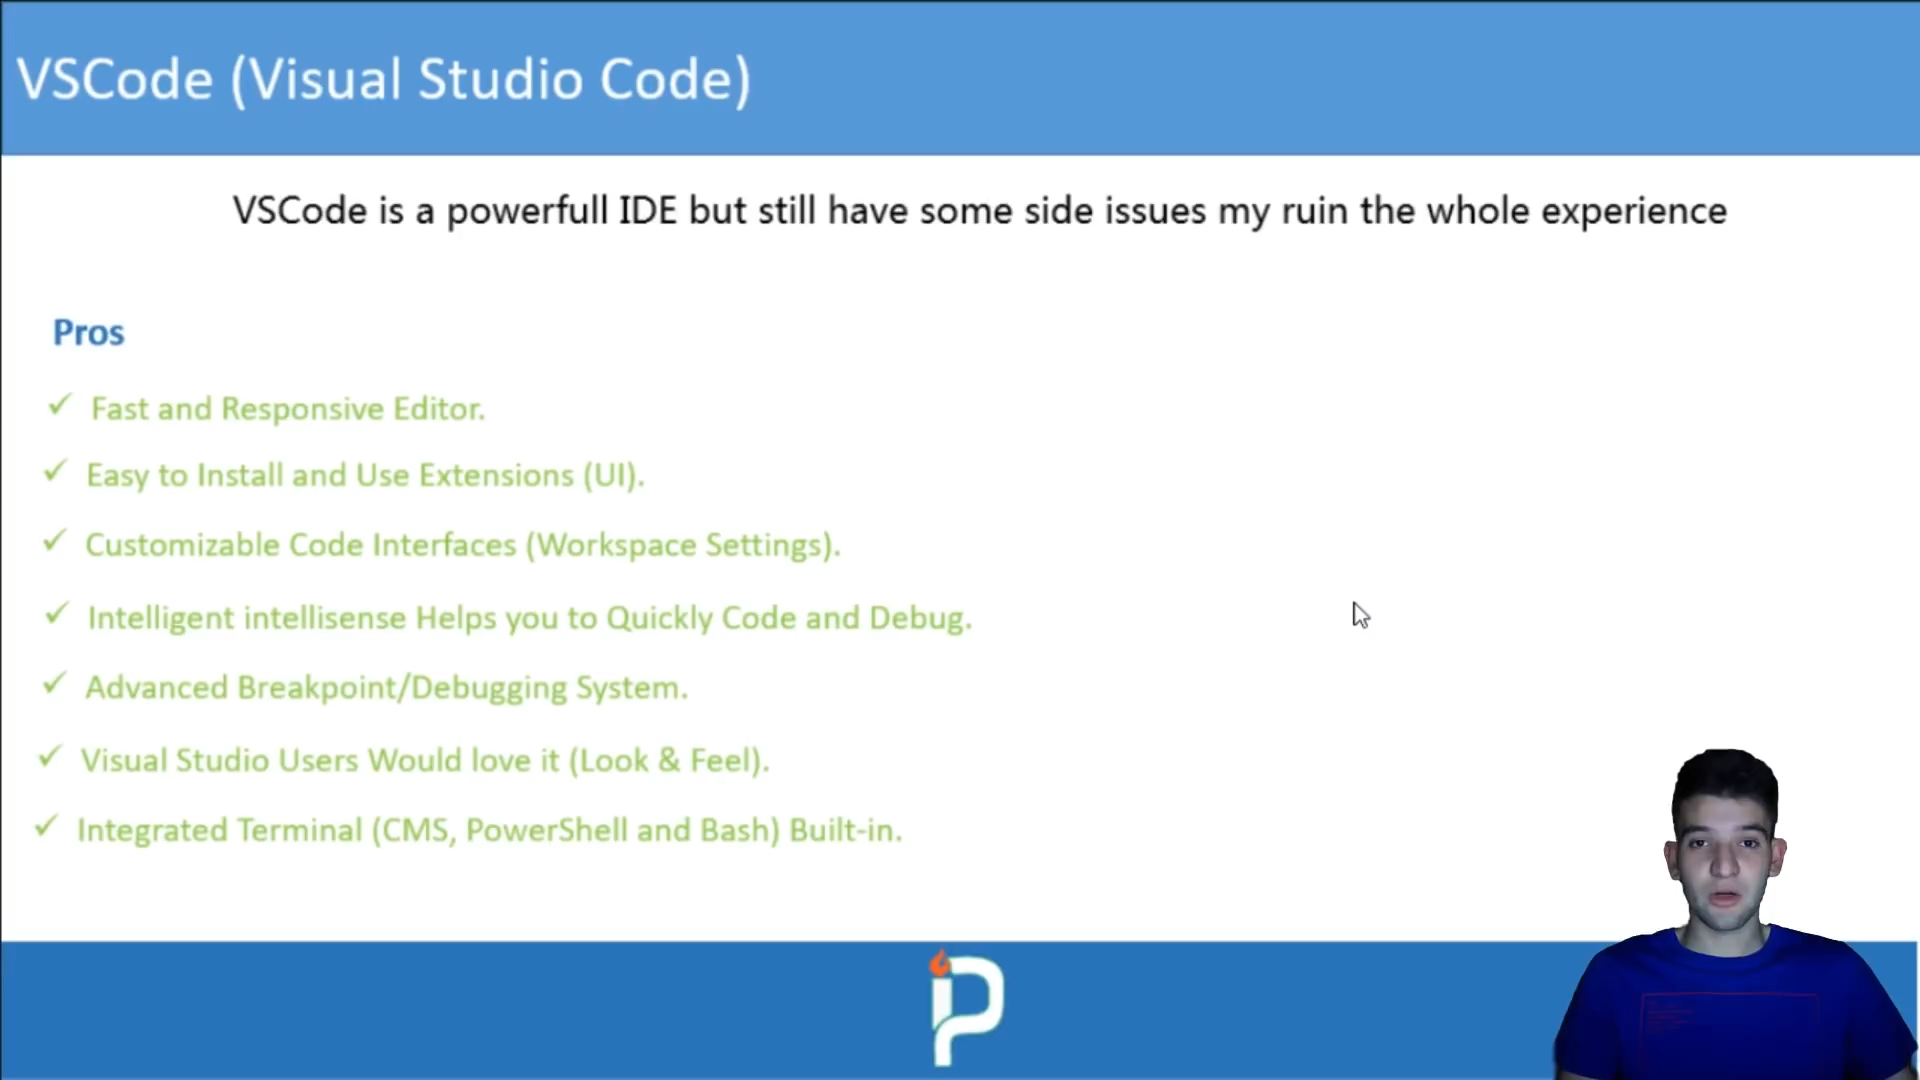 VSCode (Visual Studio Code)
VSCode is a powerfull IDE but still have some side issues my ruin the whole experience
Pros
✓ Fast and Responsive Editor.
✓ Easy to Install and Use Extensions (UI).
✓ Customizable Code Interfaces (Workspace Settings).
✓ Intelligent intellisense Helps you to Quickly Code and Debug.
✓ Advanced Breakpoint/Debugging System.
✓ Visual Studio Users Would love it (Look & Feel).
✓ Integrated Terminal (CMS, PowerShell and Bash) Built-in.